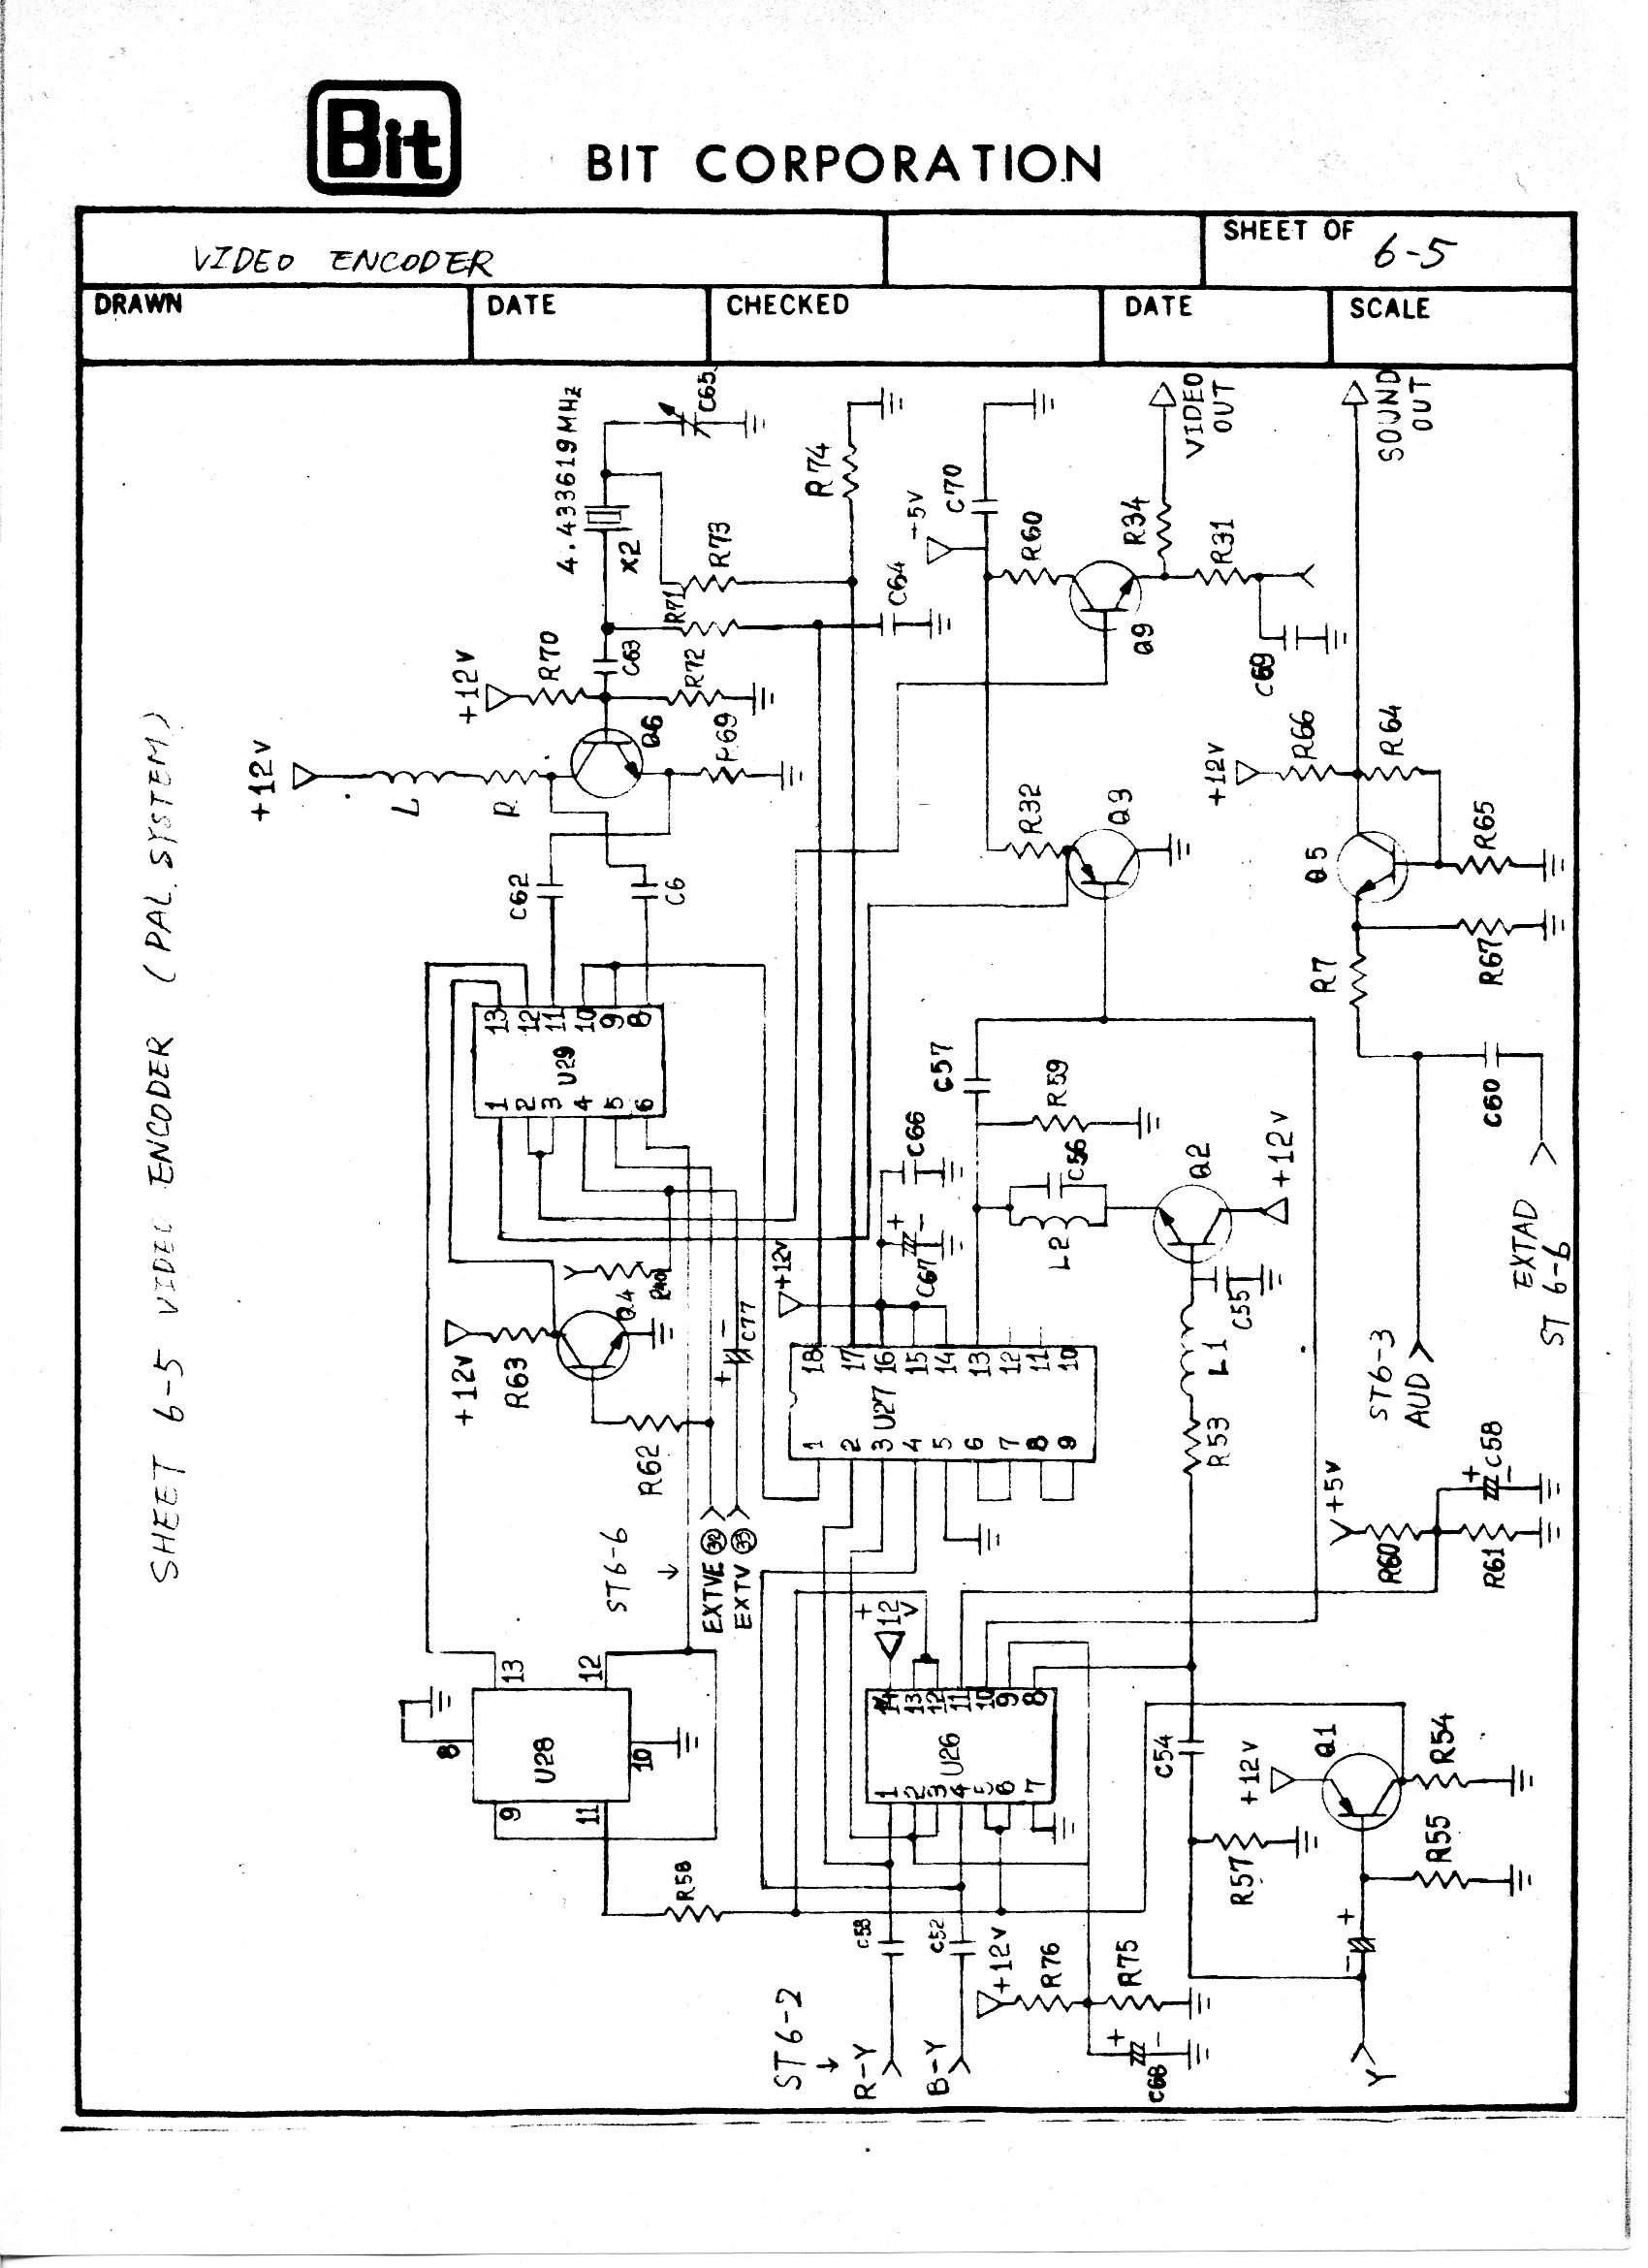 Bit
BIT CORPORATION
VIDEO ENCODER
SHEET OF 6-5
DRAWN
DATE
CHECKED
DATE
SCALE
SHEET 6-5 VIDEO ENCODER (PAL SYSTEM)
+12V
L
R
+12V
R70
4.433619MHz
X2
C65
C63
R71
R73
R74
R72
Q6
R69
C64
C62
C6
13
12
11
10
9
8
U29
1
2
3
4
5
6
+5V
C70
R60
Q9
R34
R31
C69
VIDEO
OUT
SOUND
OUT
R32
Q3
+12V
R66
R64
Q5
R65
R67
R7
C60
EXTAD
ST 6-6
ST6-3
AUD
+12V
R63
Q4
R40
R62
C77
+
-
ST6-6
EXTVE 32
EXTV 33
+12V
C67
+
-
C66
C57
R59
C56
L2
Q2
+12V
C55
L1
R53
18
17
16
15
14
13
12
11
10
U27
1
2
3
4
5
6
7
8
9
13
12
8
U28
10
9
11
R58
+
12
V
14
13
12
11
10
9
8
U26
1
2
3
4
5
6
7
+5V
R60
R61
C58
+
-
C54
+12V
Q1
R54
R55
R57
+
-
Y
C53
C52
ST6-2
R-Y
B-Y
+12V
R76
R75
C68
+
-